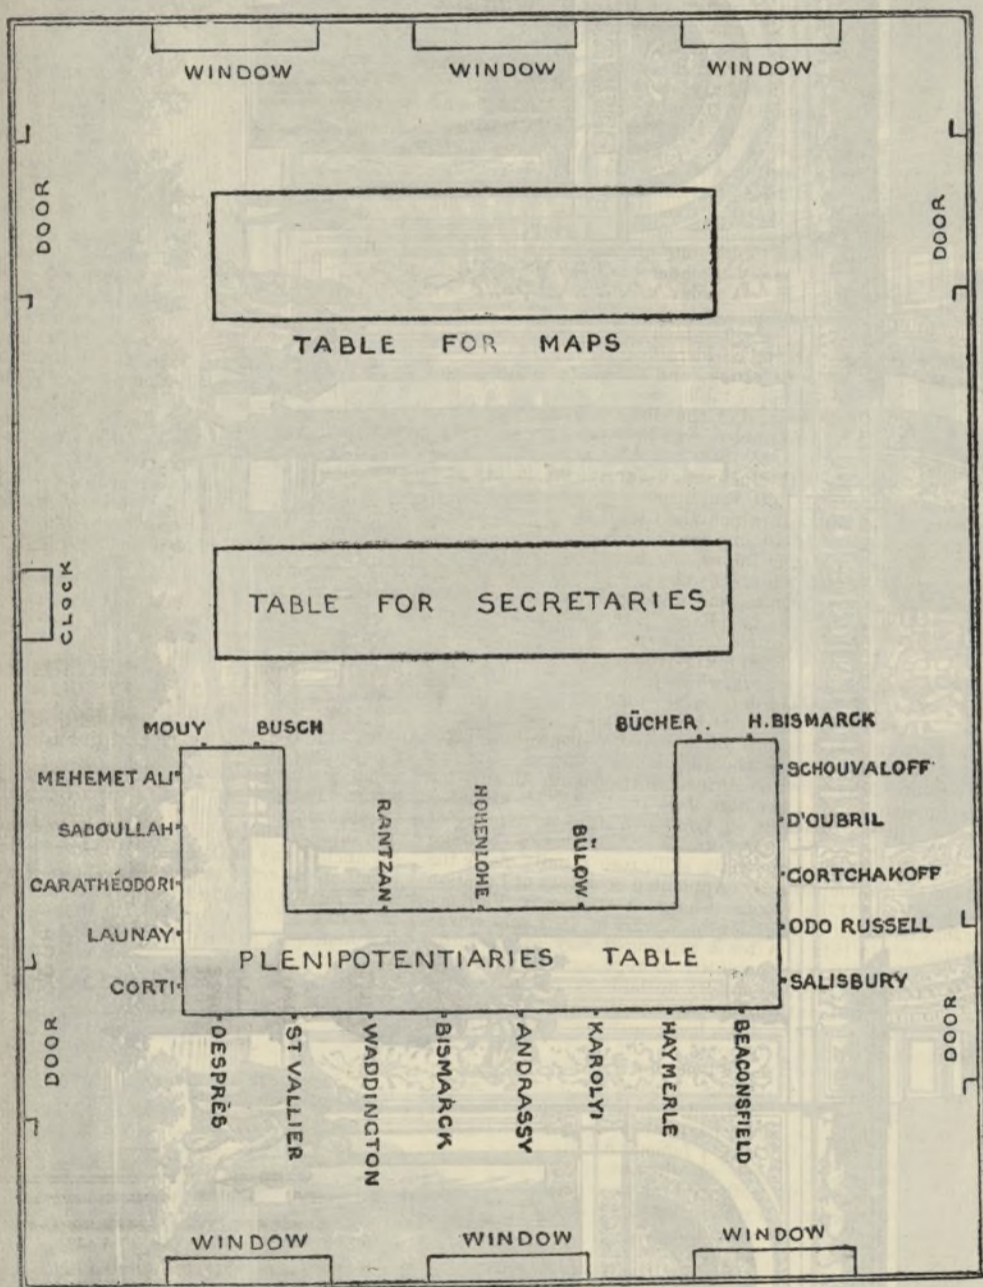 WINDOW WINDOW WINDOW
DOOR
DOOR
TABLE FOR MAPS
CLOCK
TABLE FOR SECRETARIES
MOUY BUSCH BÜCHER. H. BISMARCK
MEHEMET ALI
SCHOUVALOFF
SADOULLAH
D'OUBRIL
CARATHÉODORI
GORTCHAKOFF
LAUNAY
ODO RUSSELL
CORTI
SALISBURY
RANTZAN
HOHENLOHE
BÜLOW
PLENIPOTENTIARIES TABLE
DESPRÈS
ST VALLIER
WADDINGTON
BISMARCK
ANDRASSY
KAROLYI
HAYMERLE
BEACONSFIELD
DOOR
DOOR
WINDOW WINDOW WINDOW